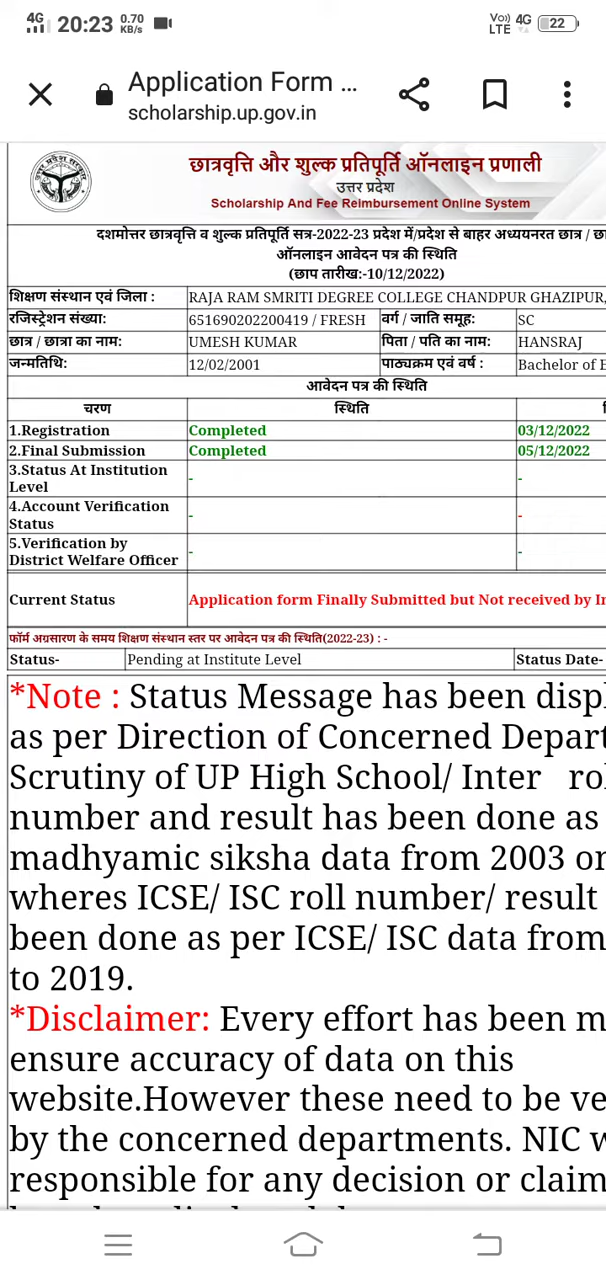 4G 20:23 0.70 KB/s Vo)) LTE 4G 22
Application Form ...
scholarship.up.gov.in
छात्रवृत्ति और शुल्क प्रतिपूर्ति ऑनलाइन प्रणाली
उत्तर प्रदेश
Scholarship And Fee Reimbursement Online System
दशमोत्तर छात्रवृत्ति व शुल्क प्रतिपूर्ति सत्र-2022-23 प्रदेश में/प्रदेश से बाहर अध्ययनरत छात्र /
ऑनलाइन आवेदन पत्र की स्थिति
(छाप तारीख:-10/12/2022)
शिक्षण संस्थान एवं जिला : RAJA RAM SMRITI DEGREE COLLEGE CHANDPUR GHAZIPUR,
रजिस्ट्रेशन संख्या: 651690202200419 / FRESH वर्ग / जाति समूह: SC
छात्र / छात्रा का नाम: UMESH KUMAR पिता / पति का नाम: HANSRAJ
जन्मतिथि: 12/02/2001 पाठ्यक्रम एवं वर्ष : Bachelor of
आवेदन पत्र की स्थिति
चरण स्थिति
1.Registration Completed 03/12/2022
2.Final Submission Completed 05/12/2022
3.Status At Institution - -
Level
4.Account Verification - -
Status
5.Verification by - -
District Welfare Officer
Current Status Application form Finally Submitted but Not received by
फॉर्म अग्रसारण के समय शिक्षण संस्थान स्तर पर आवेदन पत्र की स्थिति(2022-23) : -
Status- Pending at Institute Level Status Date-
*Note : Status Message has been disp
as per Direction of Concerned Depart
Scrutiny of UP High School/ Inter ro
number and result has been done as
madhyamic siksha data from 2003 or
wheres ICSE/ ISC roll number/ result
been done as per ICSE/ ISC data from
to 2019.
*Disclaimer: Every effort has been m
ensure accuracy of data on this
website.However these need to be ve
by the concerned departments. NIC w
responsible for any decision or claim